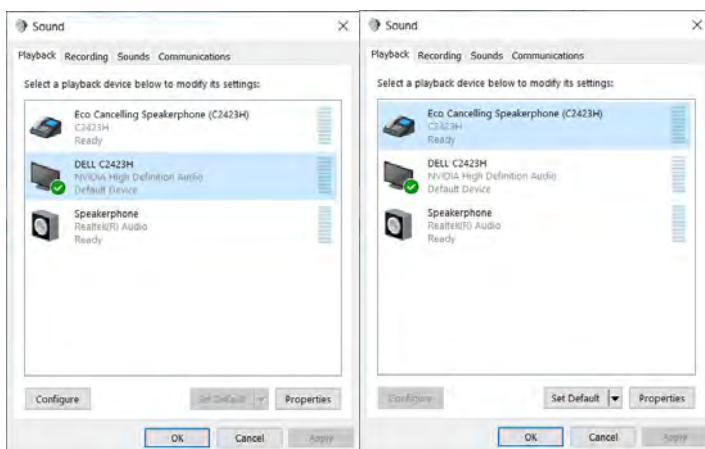 Sound
Playback Recording Sounds Communications
Select a playback device below to modify its settings:
Eco Cancelling Speakerphone (C2423H)
C2423H
Ready
DELL C2423H
NVIDIA High Definition Audio
Default Device
Speakerphone
Realtek(R) Audio
Ready
Configure Set Default Properties
OK Cancel Apply
Sound
Playback Recording Sounds Communications
Select a playback device below to modify its settings:
Eco Cancelling Speakerphone (C2423H)
C2423H
Ready
DELL C2423H
NVIDIA High Definition Audio
Default Device
Speakerphone
Realtek(R) Audio
Ready
Configure Set Default Properties
OK Cancel Apply